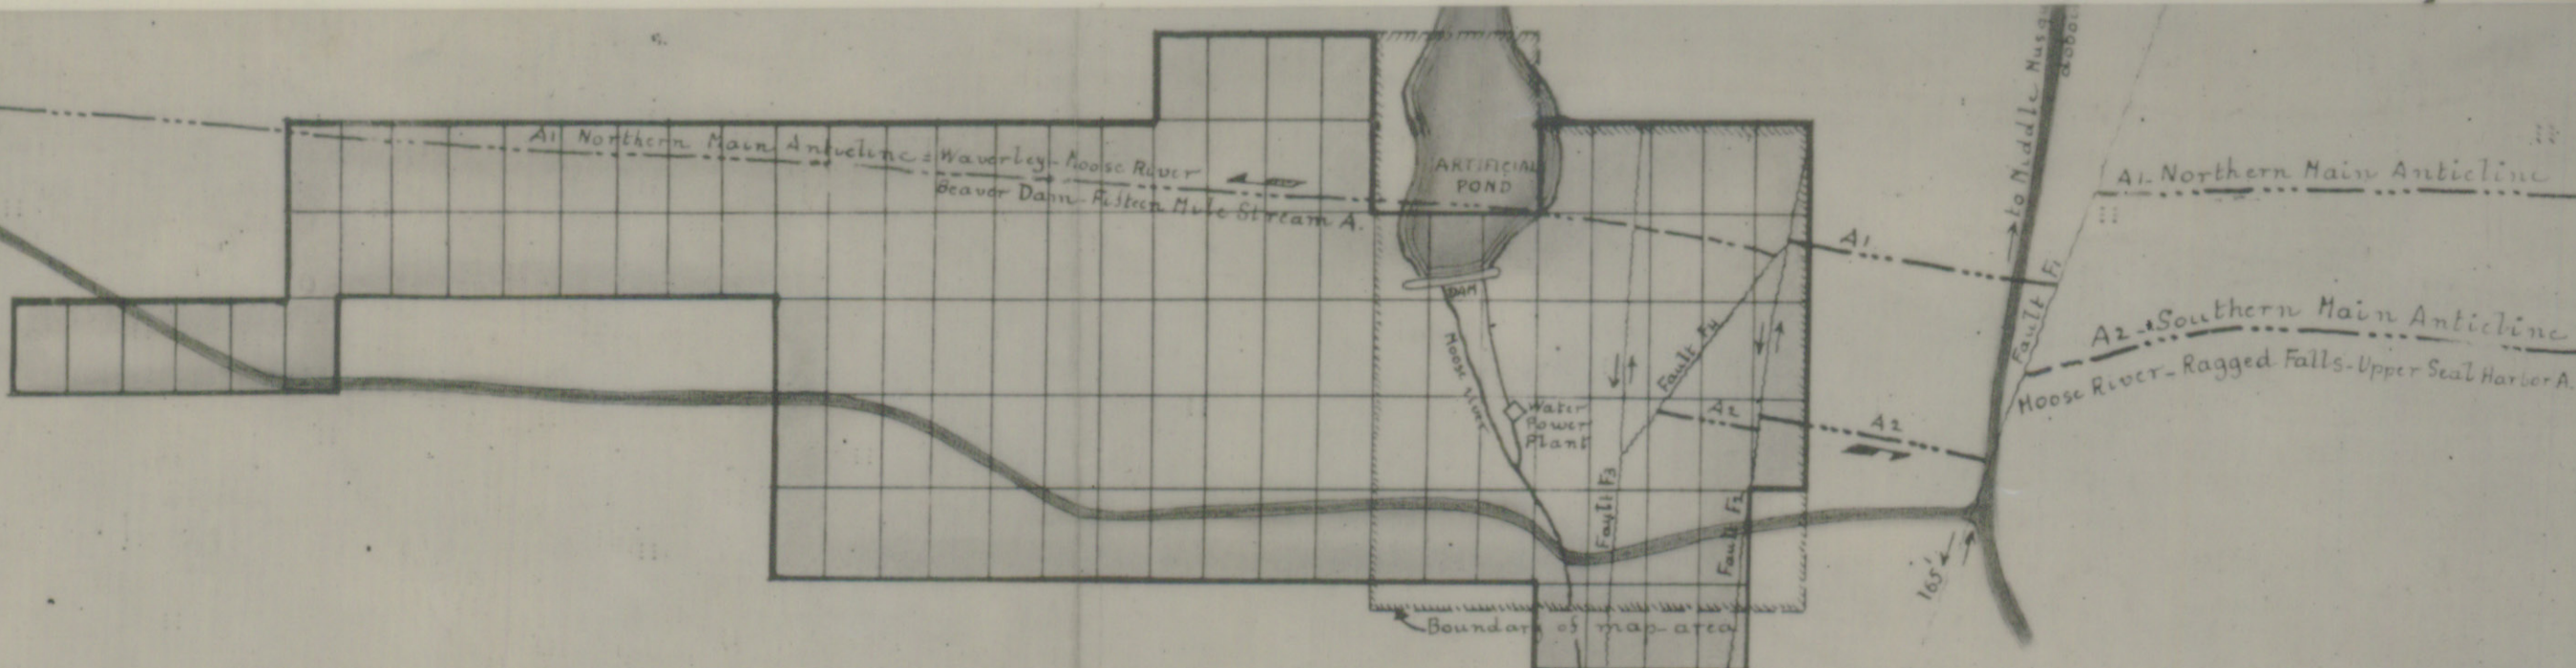 → to Middle Musq
A1 Northern Main Anticline = Waverley - Moose River
Beaver Dam - Fifteen Mile Stream A.
ARTIFICIAL
POND
DAM
Moose River
Water
Power
Plant
Fault F4
Fault F3
Fault F2
Fault F1
A1
A2
A2
A1 - Northern Main Anticline
A2 - Southern Main Anticline
Moose River - Ragged Falls - Upper Seal Harbor A.
165'
Boundary of map-area